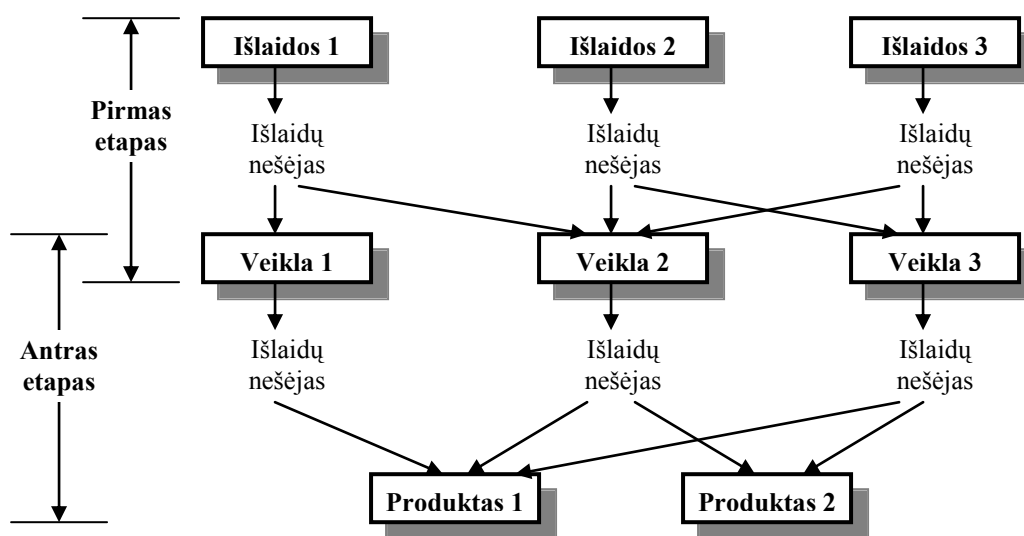 Išlaidos 1
Išlaidos 2
Išlaidos 3
Pirmas
etapas
Išlaidų
nešėjas
Išlaidų
nešėjas
Išlaidų
nešėjas
Veikla 1
Veikla 2
Veikla 3
Antras
etapas
Išlaidų
nešėjas
Išlaidų
nešėjas
Išlaidų
nešėjas
Produktas 1
Produktas 2